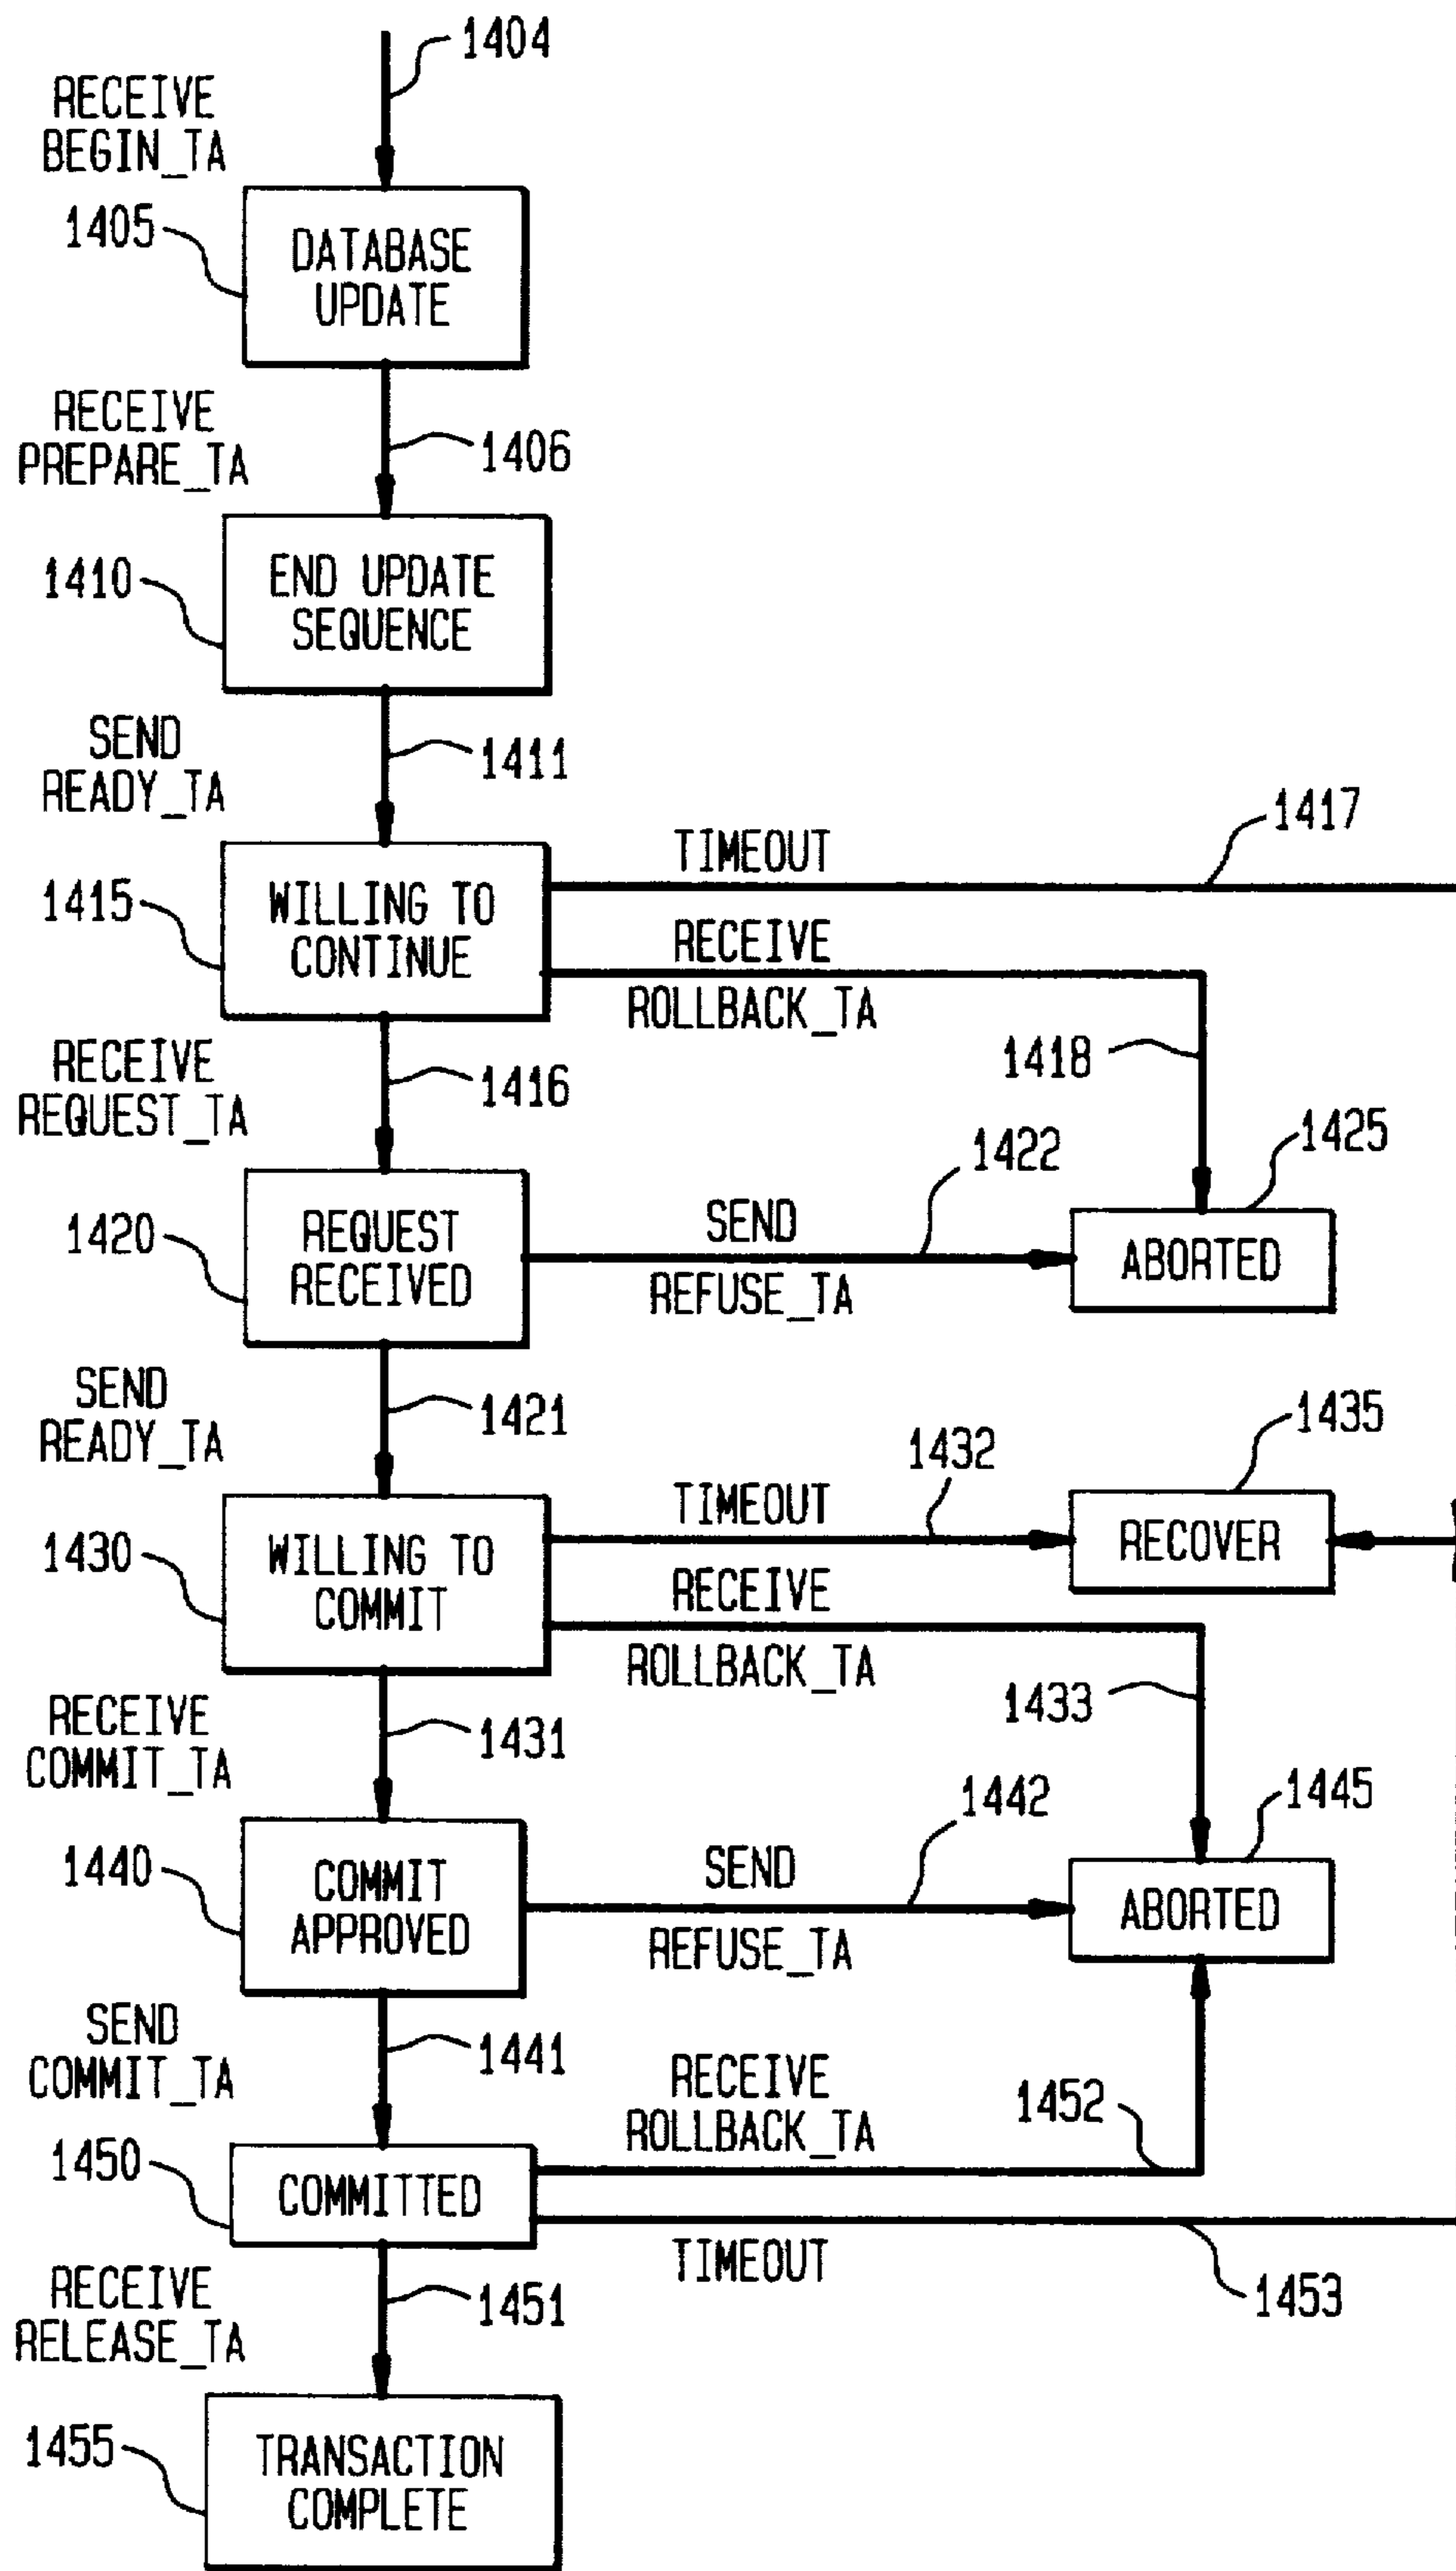 1404
RECEIVE
BEGIN_TA
1405
DATABASE
UPDATE
RECEIVE
PREPARE_TA
1406
1410
END UPDATE
SEQUENCE
SEND
READY_TA
1411
1417
TIMEOUT
1415
WILLING TO
CONTINUE
RECEIVE
ROLLBACK_TA
1418
RECEIVE
REQUEST_TA
1416
1422
1425
1420
REQUEST
RECEIVED
SEND
REFUSE_TA
ABORTED
SEND
READY_TA
1421
1432
1435
TIMEOUT
1430
WILLING TO
COMMIT
RECOVER
RECEIVE
ROLLBACK_TA
1433
RECEIVE
COMMIT_TA
1431
1442
1445
1440
COMMIT
APPROVED
SEND
REFUSE_TA
ABORTED
SEND
COMMIT_TA
1441
RECEIVE
ROLLBACK_TA
1452
1450
COMMITTED
TIMEOUT
1453
RECEIVE
RELEASE_TA
1451
1455
TRANSACTION
COMPLETE